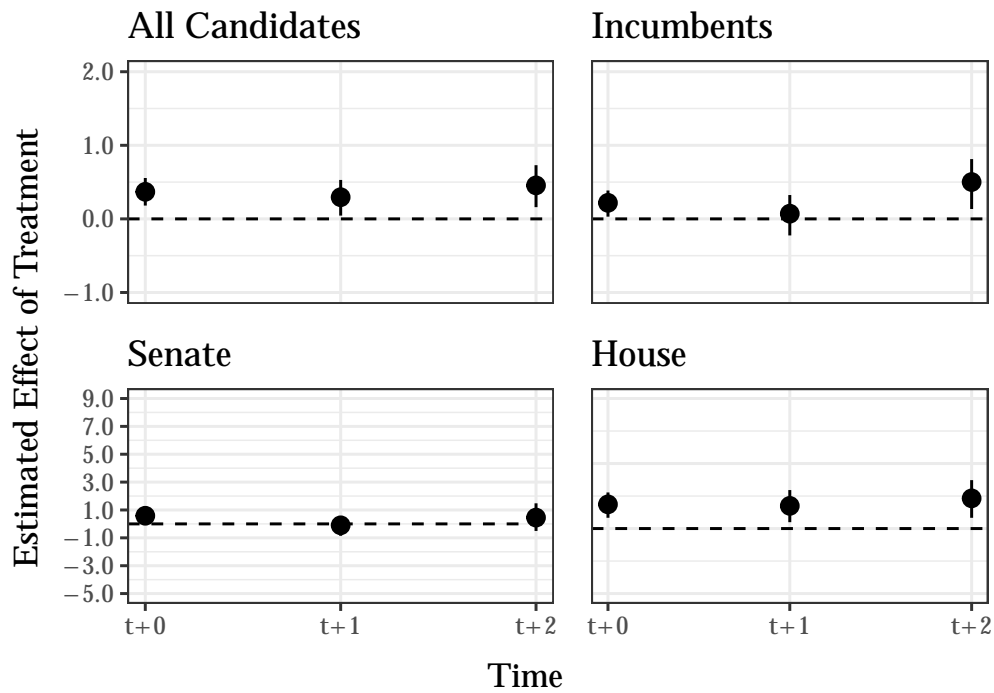 All Candidates
Incumbents
2.0
1.0
0.0
−1.0
Senate
House
9.0
7.0
5.0
3.0
1.0
−1.0
−3.0
−5.0
t+0
t+1
t+2
t+0
t+1
t+2
Time
Estimated Effect of Treatment